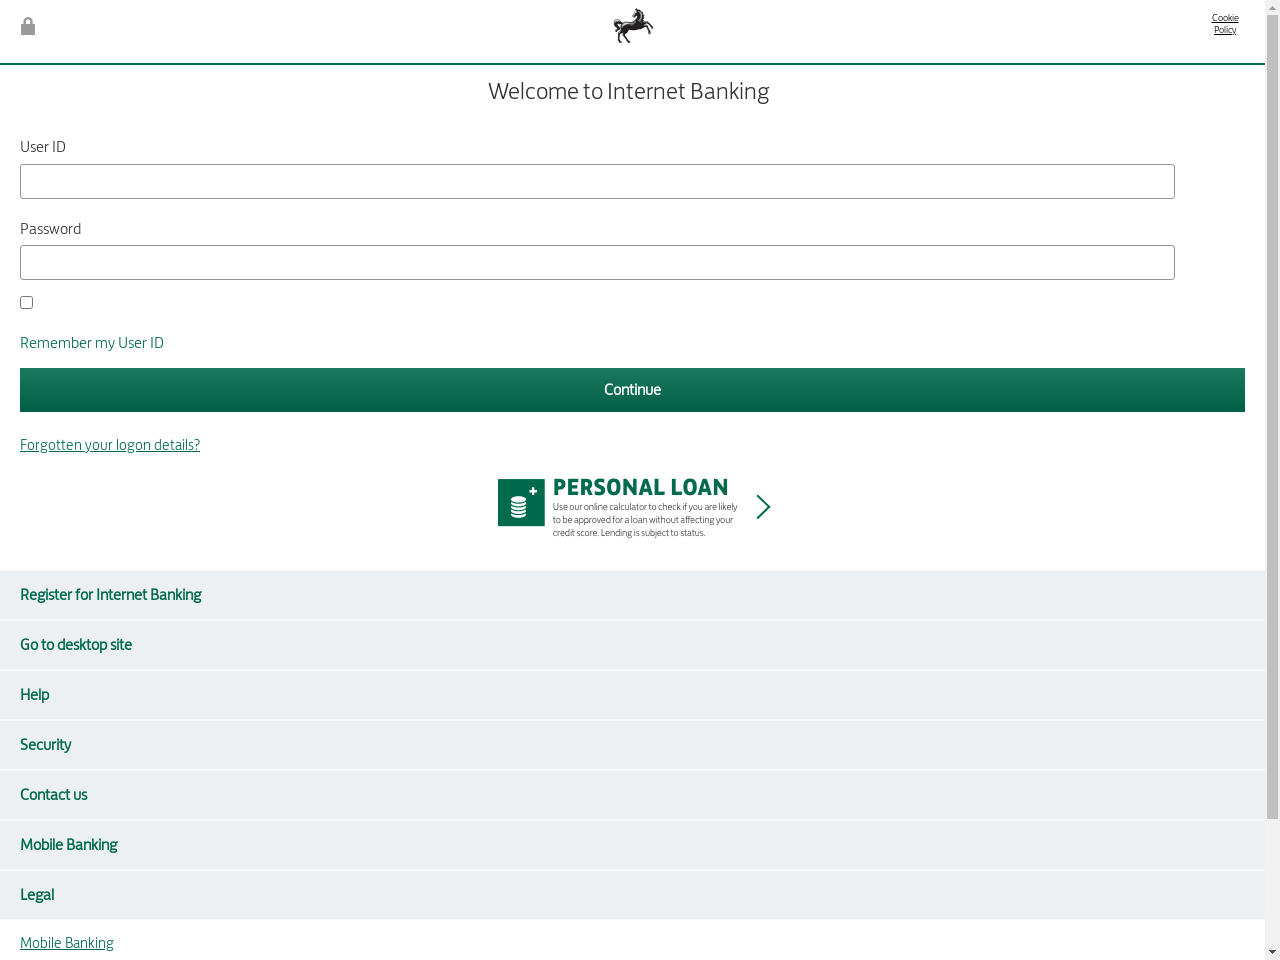 Cookie
Policy
Welcome to Internet Banking
User ID
Password
Remember my User ID
Continue
Forgotten your logon details?
PERSONAL LOAN
Use our online calculator to check if you are likely
to be approved for a loan without affecting your
credit score. Lending is subject to status.
Register for Internet Banking
Go to desktop site
Help
Security
Contact us
Mobile Banking
Legal
Mobile Banking